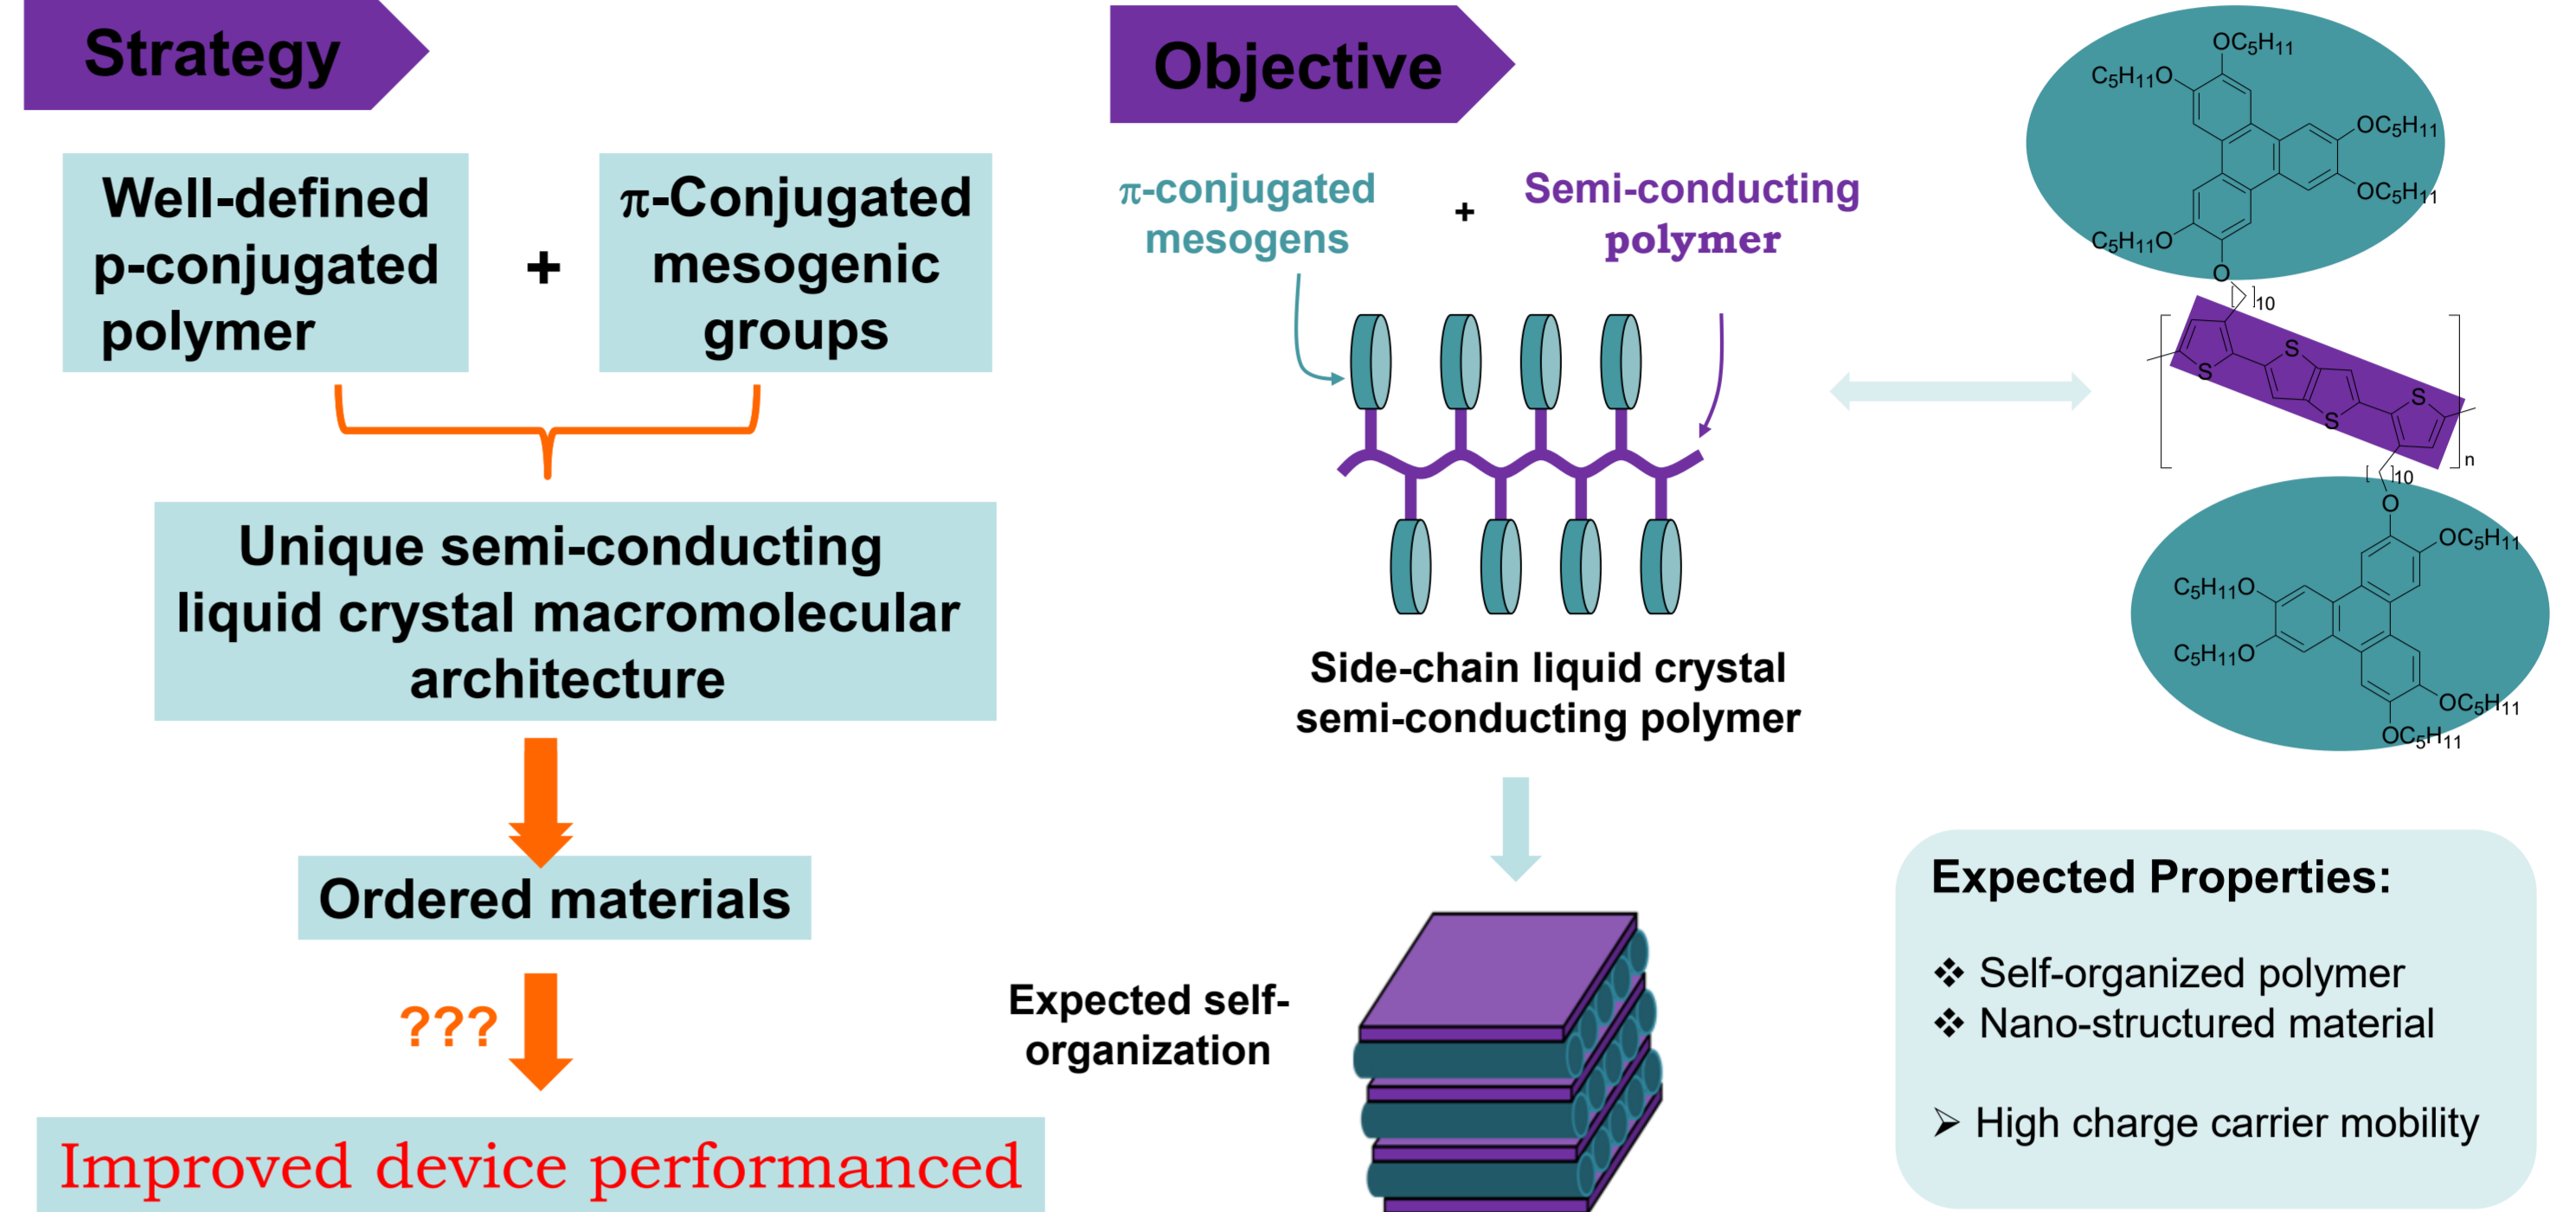 Strategy
Well-defined
p-conjugated
polymer
+
π-Conjugated
mesogenic
groups
Unique semi-conducting
liquid crystal macromolecular
architecture
Ordered materials
???
Improved device performanced
Objective
π-conjugated
mesogens
+
Semi-conducting
polymer
Side-chain liquid crystal
semi-conducting polymer
Expected self-
organization
OC₅H₁₁
C₅H₁₁O
OC₅H₁₁
OC₅H₁₁
C₅H₁₁O
O
10
S
S
S
S
n
10
O
OC₅H₁₁
C₅H₁₁O
C₅H₁₁O
OC₅H₁₁
OC₅H₁₁
Expected Properties:
❖ Self-organized polymer
❖ Nano-structured material
➢ High charge carrier mobility